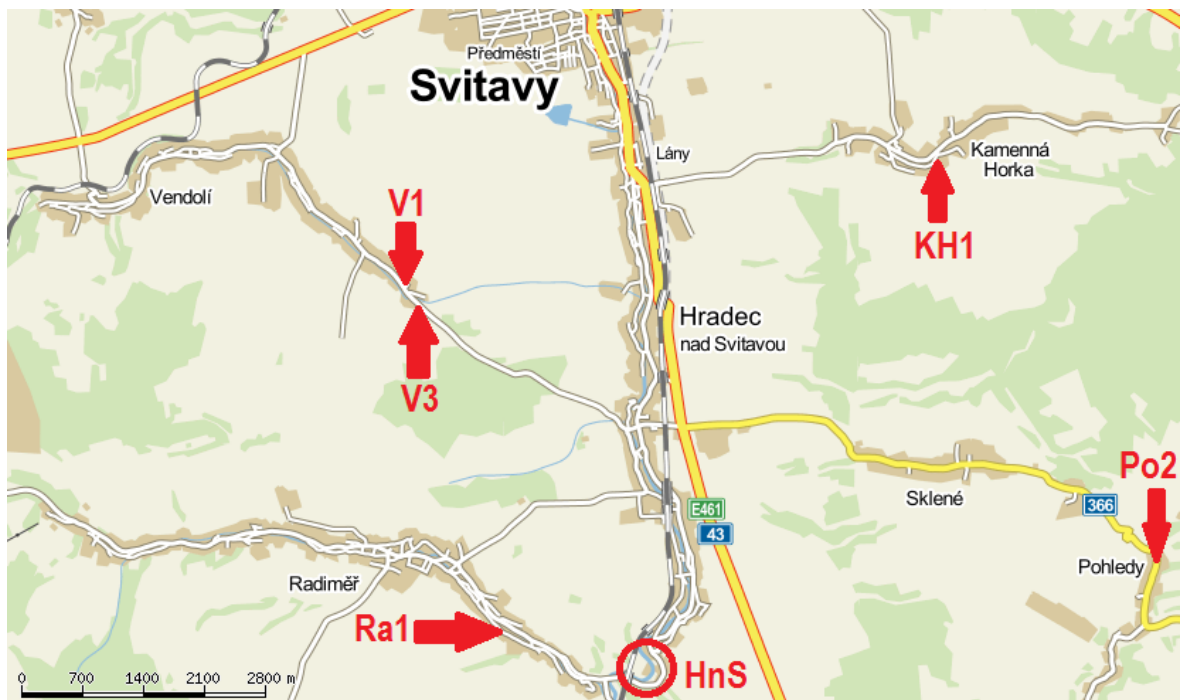 Předměstí
Svitavy
Lány
Kamenná
Horka
Vendolí
V1
KH1
Hradec
nad Svitavou
V3
Po2
Sklené
366
E461
43
Pohledy
Radiměř
Ra1
HnS
0 700 1400 2100 2800 m